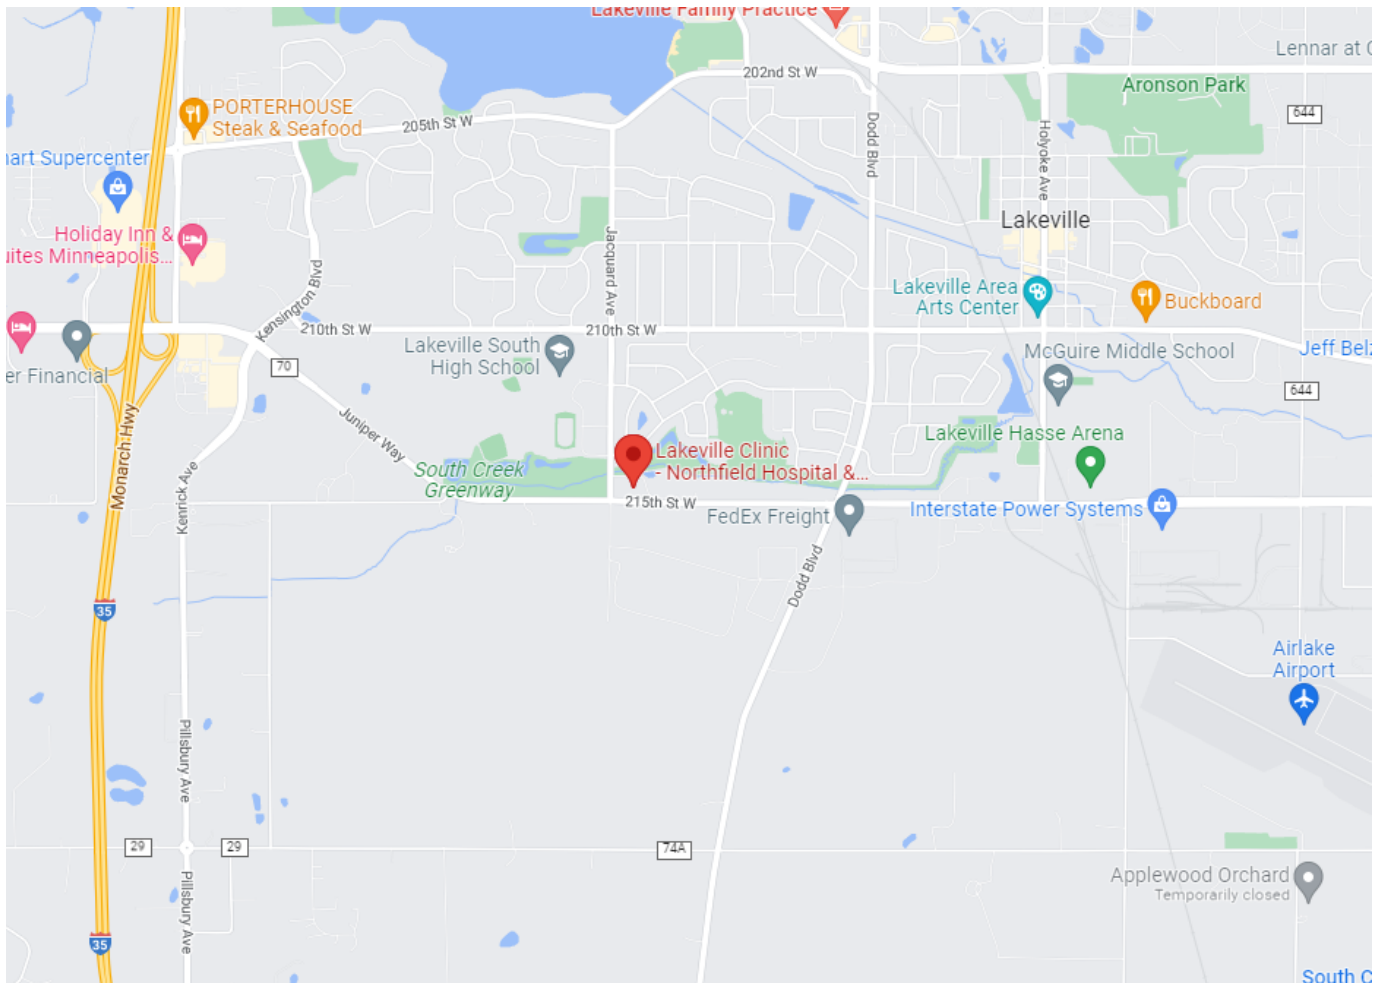 Lakeville Family Practice
Lennar at C
202nd St W
Aronson Park
PORTERHOUSE
Steak & Seafood
644
205th St W
Dodd Blvd
Holyoke Ave
nart Supercenter
Lakeville
Holiday Inn &
uites Minneapolis...
Jacquard Ave
Kensington Blvd
Lakeville Area
Arts Center
Buckboard
210th St W
210th St W
Lakeville South
High School
McGuire Middle School
Jeff Belz
70
er Financial
644
Monarch Hwy
Juniper Way
Lakeville Hasse Arena
Lakeville Clinic
- Northfield Hospital &...
South Creek
Greenway
Kenrick Ave
215th St W
FedEx Freight
Interstate Power Systems
Dodd Blvd
35
Airlake
Airport
Pillsbury Ave
29
29
74A
Applewood Orchard
Temporarily closed
Pillsbury Ave
35
South C